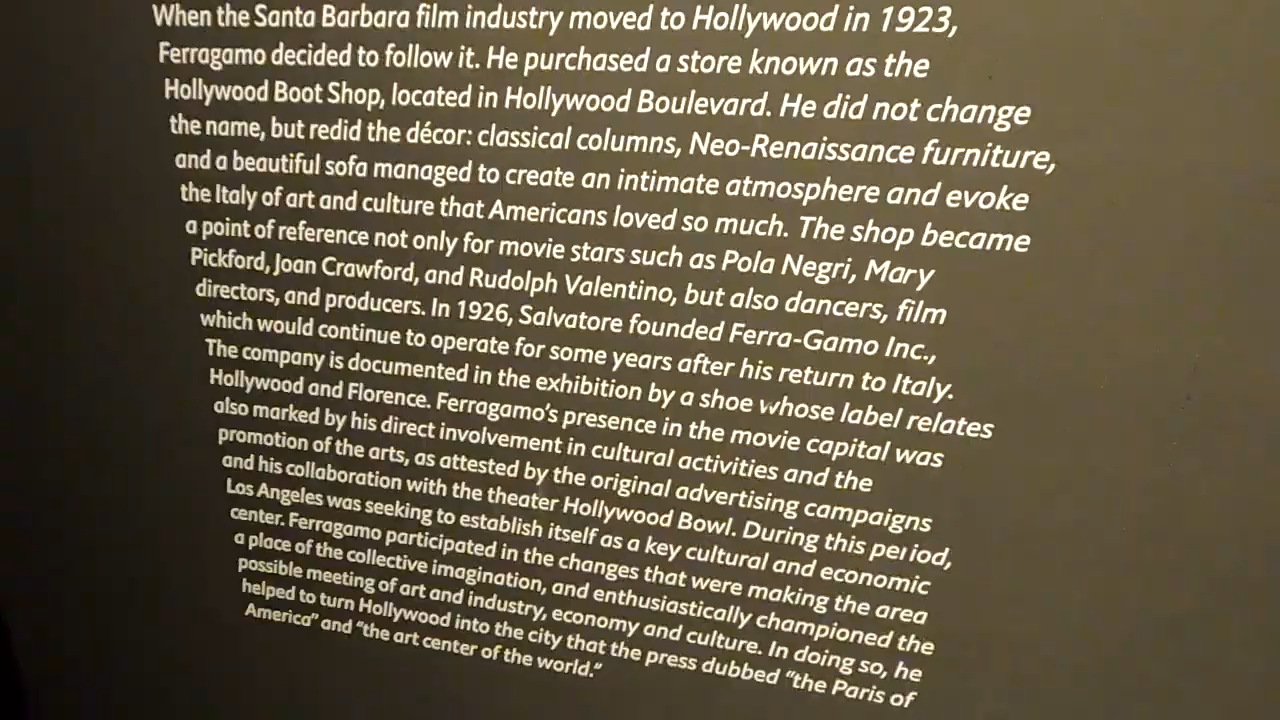 When the Santa Barbara film industry moved to Hollywood in 1923,
Ferragamo decided to follow it. He purchased a store known as the
Hollywood Boot Shop, located in Hollywood Boulevard. He did not change
the name, but redid the décor: classical columns, Neo-Renaissance furniture,
and a beautiful sofa managed to create an intimate atmosphere and evoke
the Italy of art and culture that Americans loved so much. The shop became
a point of reference not only for movie stars such as Pola Negri, Mary
Pickford, Joan Crawford, and Rudolph Valentino, but also dancers, film
directors, and producers. In 1926, Salvatore founded Ferra-Gamo Inc.,
which would continue to operate for some years after his return to Italy.
The company is documented in the exhibition by a shoe whose label relates
Hollywood and Florence. Ferragamo's presence in the movie capital was
also marked by his direct involvement in cultural activities and the
promotion of the arts, as attested by the original advertising campaigns
and his collaboration with the theater Hollywood Bowl. During this period,
Los Angeles was seeking to establish itself as a key cultural and economic
center. Ferragamo participated in the changes that were making the area
a place of the collective imagination, and enthusiastically championed the
possible meeting of art and industry, economy and culture. In doing so, he
helped to turn Hollywood into the city that the press dubbed "the Paris of
America" and "the art center of the world."